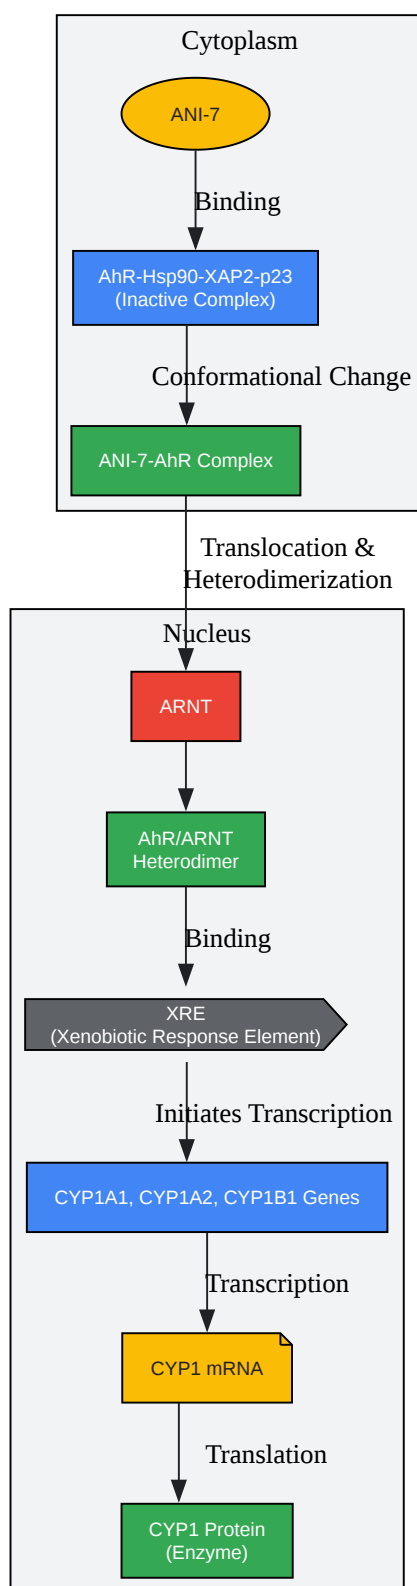 Cytoplasm
ANI-7
Binding
AhR-Hsp90-XAP2-p23
(Inactive Complex)
Conformational Change
ANI-7-AhR Complex
Translocation &
Heterodimerization
Nucleus
ARNT
AhR/ARNT
Heterodimer
Binding
XRE
(Xenobiotic Response Element)
Initiates Transcription
CYP1A1, CYP1A2, CYP1B1 Genes
Transcription
CYP1 mRNA
Translation
CYP1 Protein
(Enzyme)